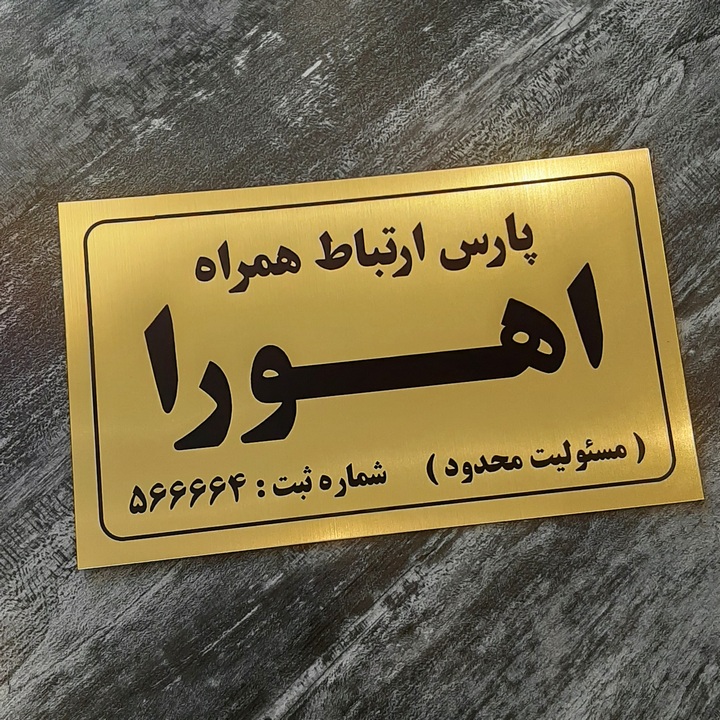 پارس ارتباط همراه
اهورا
( مسئولیت محدود ) شماره ثبت : ۵۶۶۶۶۴